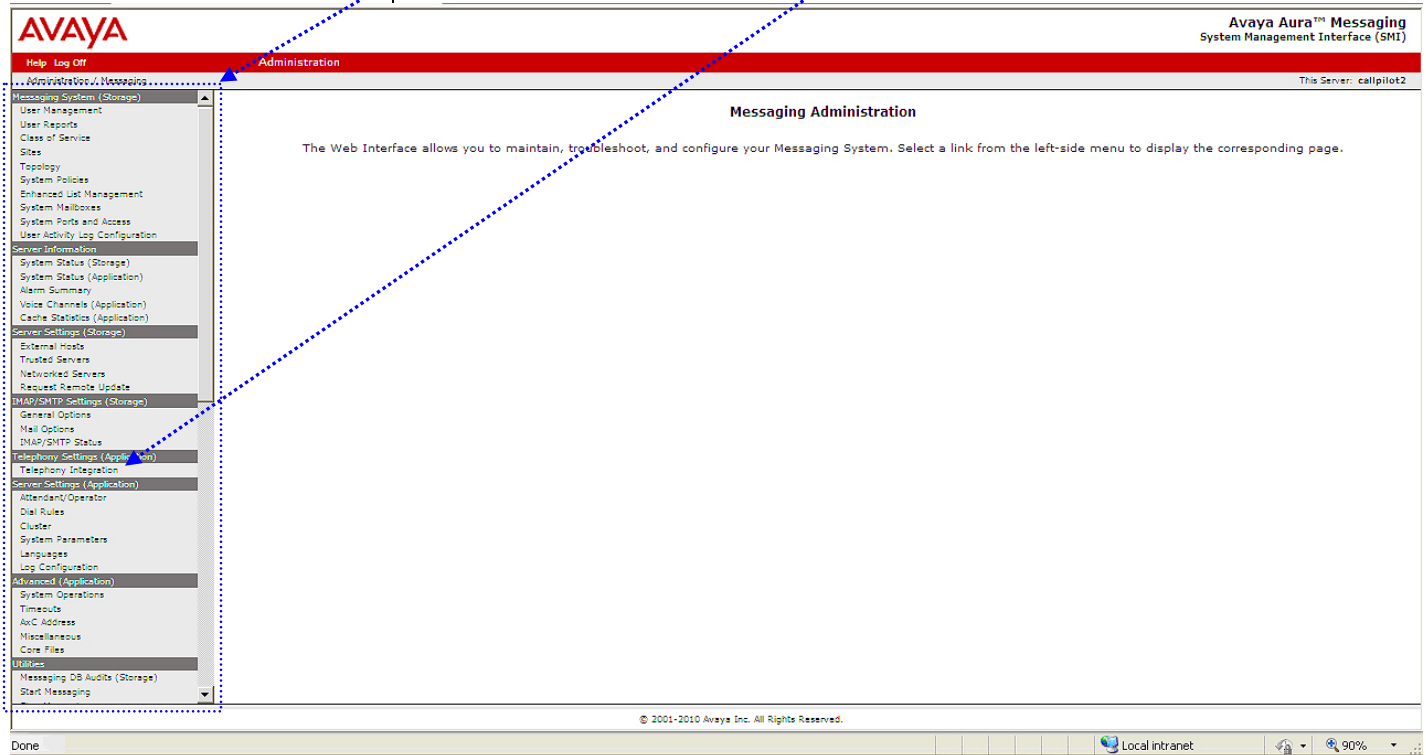 AVAYA
Avaya Aura™ Messaging
System Management Interface (SMI)
Help Log Off
Administration
Administration / Messaging
This Server: callpilot2
Messaging System (Storage)
User Management
User Reports
Class of Service
Sites
Topology
System Policies
Enhanced List Management
System Mailboxes
System Ports and Access
User Activity Log Configuration
Server Information
System Status (Storage)
System Status (Application)
Alarm Summary
Voice Channels (Application)
Cache Statistics (Application)
Server Settings (Storage)
External Hosts
Trusted Servers
Networked Servers
Request Remote Update
IMAP/SMTP Settings (Storage)
General Options
Mail Options
IMAP/SMTP Status
Telephony Settings (Application)
Telephony Integration
Server Settings (Application)
Attendant/Operator
Dial Rules
Cluster
System Parameters
Languages
Log Configuration
Advanced (Application)
System Operations
Timeouts
AxC Address
Miscellaneous
Core Files
Utilities
Messaging DB Audits (Storage)
Start Messaging
Messaging Administration
The Web Interface allows you to maintain, troubleshoot, and configure your Messaging System. Select a link from the left-side menu to display the corresponding page.
© 2001-2010 Avaya Inc. All Rights Reserved.
Done
Local intranet
90%